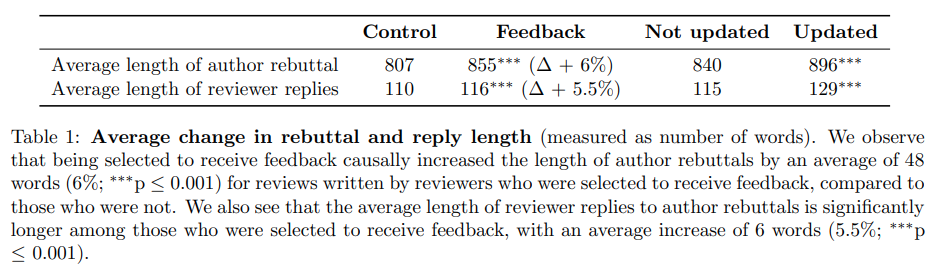 Control Feedback Not updated Updated
Average length of author rebuttal 807 855*** (Δ + 6%) 840 896***
Average length of reviewer replies 110 116*** (Δ + 5.5%) 115 129***
Table 1: Average change in rebuttal and reply length (measured as number of words). We observe
that being selected to receive feedback causally increased the length of author rebuttals by an average of 48
words (6%; ***p ≤ 0.001) for reviews written by reviewers who were selected to receive feedback, compared to
those who were not. We also see that the average length of reviewer replies to author rebuttals is significantly
longer among those who were selected to receive feedback, with an average increase of 6 words (5.5%; ***p
≤ 0.001).